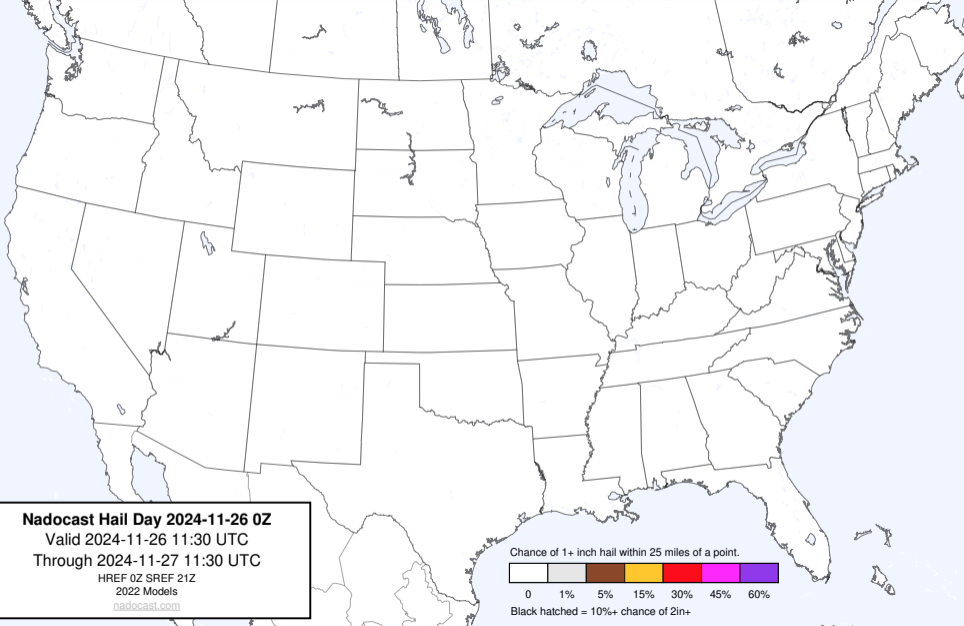 Nadocast Hail Day 2024-11-26 0Z
Valid 2024-11-26 11:30 UTC
Through 2024-11-27 11:30 UTC
HREF 0Z SREF 21Z
2022 Models
nadocast.com
Chance of 1+ inch hail within 25 miles of a point.
0 1% 5% 15% 30% 45% 60%
Black hatched = 10%+ chance of 2in+